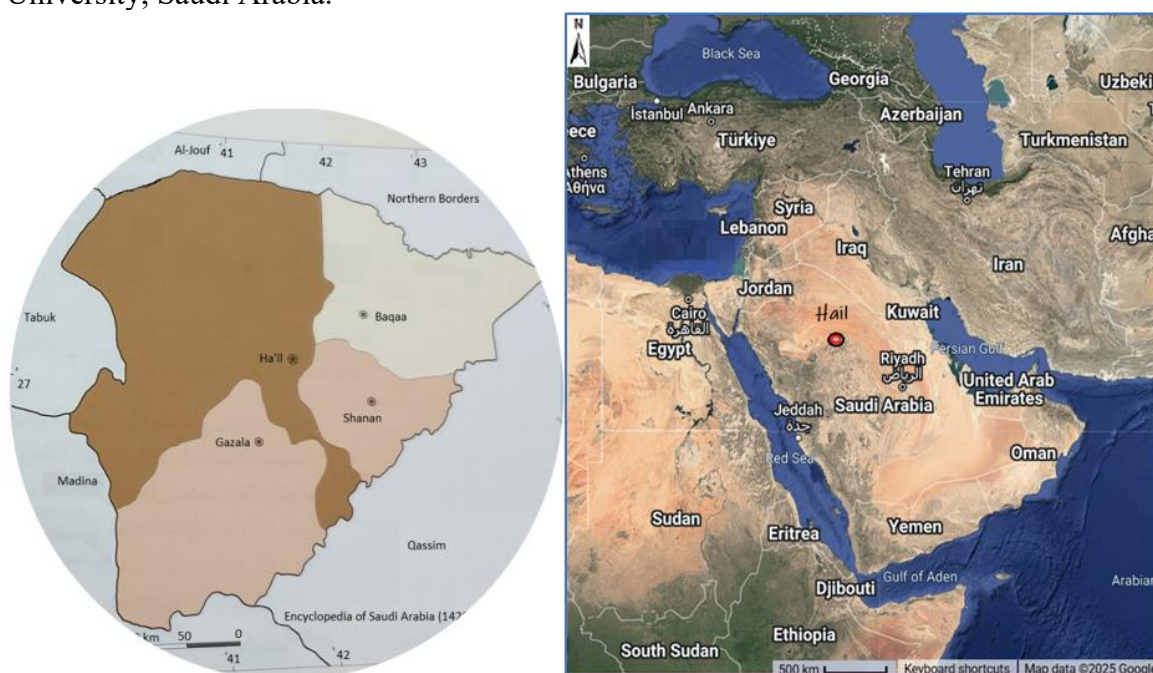 University, Saudi Arabia.
Al-Jouf
41
42
43
Northern Borders
Tabuk
Baqaa
Ha'il
27
Shanan
Gazala
Madina
Qassim
Encyclopedia of Saudi Arabia
km 50 0
41
42
N
Black Sea
Bulgaria
Georgia
Uzbeki
İstanbul
Ankara
Azerbaijan
ece
Türkiye
Turkmenistan
Athens
Αθήνα
Tehran
تهران
Syria
Lebanon
Afgha
Iraq
Iran
Jordan
Hail
Kuwait
Cairo
القاهرة
Persian Gulf
Egypt
Riyadh
الرياض
United Arab
Emirates
Jeddah
جدة
Saudi Arabia
Red Sea
Oman
Sudan
Eritrea
Yemen
Gulf of Aden
Arabian
Djibouti
Ethiopia
South Sudan
500 km
Keyboard shortcuts
Map data ©2025 Google